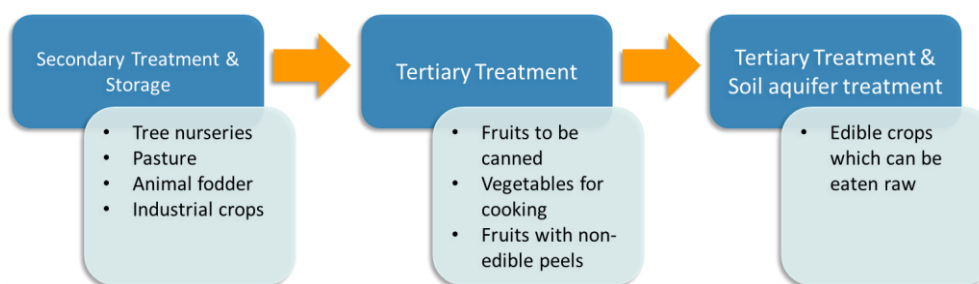 Secondary Treatment &
Storage
• Tree nurseries
• Pasture
• Animal fodder
• Industrial crops
Tertiary Treatment
• Fruits to be
canned
• Vegetables for
cooking
• Fruits with non-
edible peels
Tertiary Treatment &
Soil aquifer treatment
• Edible crops
which can be
eaten raw